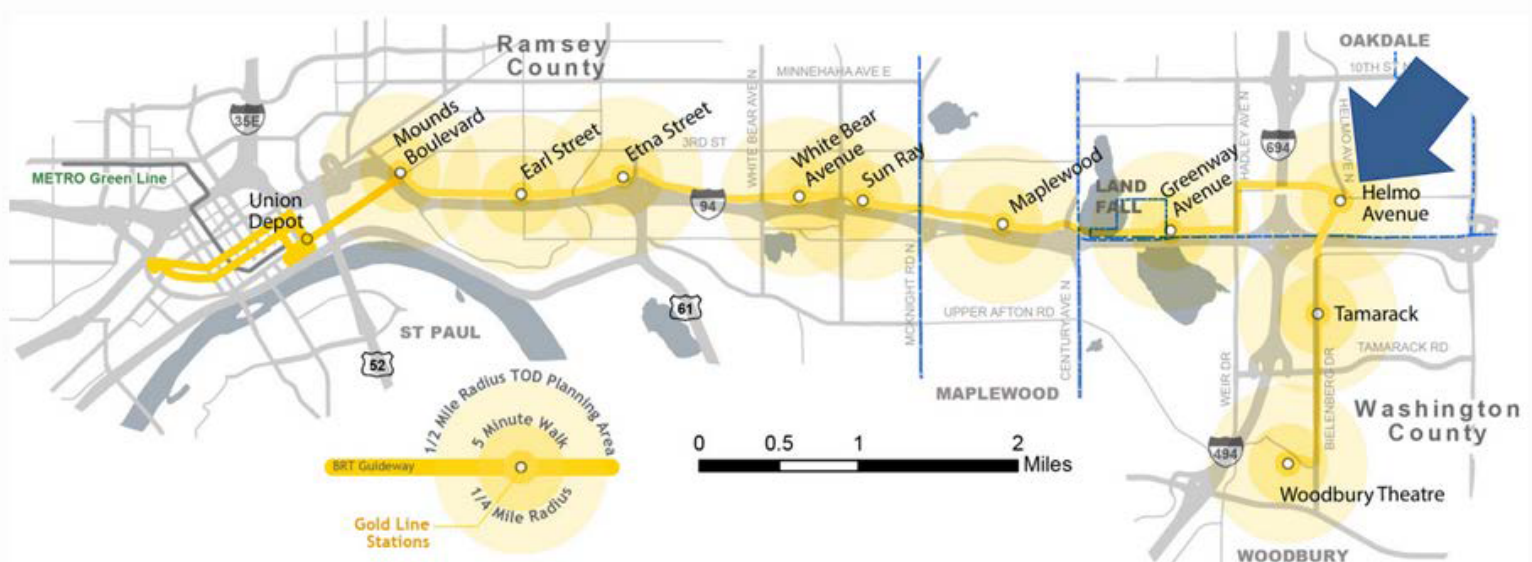 Ramsey
County
OAKDALE
MINNEHAHA AVE E
10TH ST N
35E
Mounds
Boulevard
Earl Street
Etna Street
3RD ST
WHITE BEAR AVE N
White Bear
Avenue
Sun Ray
Maplewood
LAND
FALL
Greenway
Avenue
HADLEY AVE N
694
HELMO AVE N
Helmo
Avenue
METRO Green Line
Union
Depot
94
MCKNIGHT RD N
CENTURY AVE N
UPPER AFTON RD
61
ST PAUL
52
MAPLEWOOD
Tamarack
TAMARACK RD
WEIR DR
BIELENBERG DR
Washington
County
494
Woodbury Theatre
WOODBURY
1/2 Mile Radius TOD Planning Area
5 Minute Walk
BRT Guideway
1/4 Mile Radius
Gold Line
Stations
0 0.5 1 2
Miles